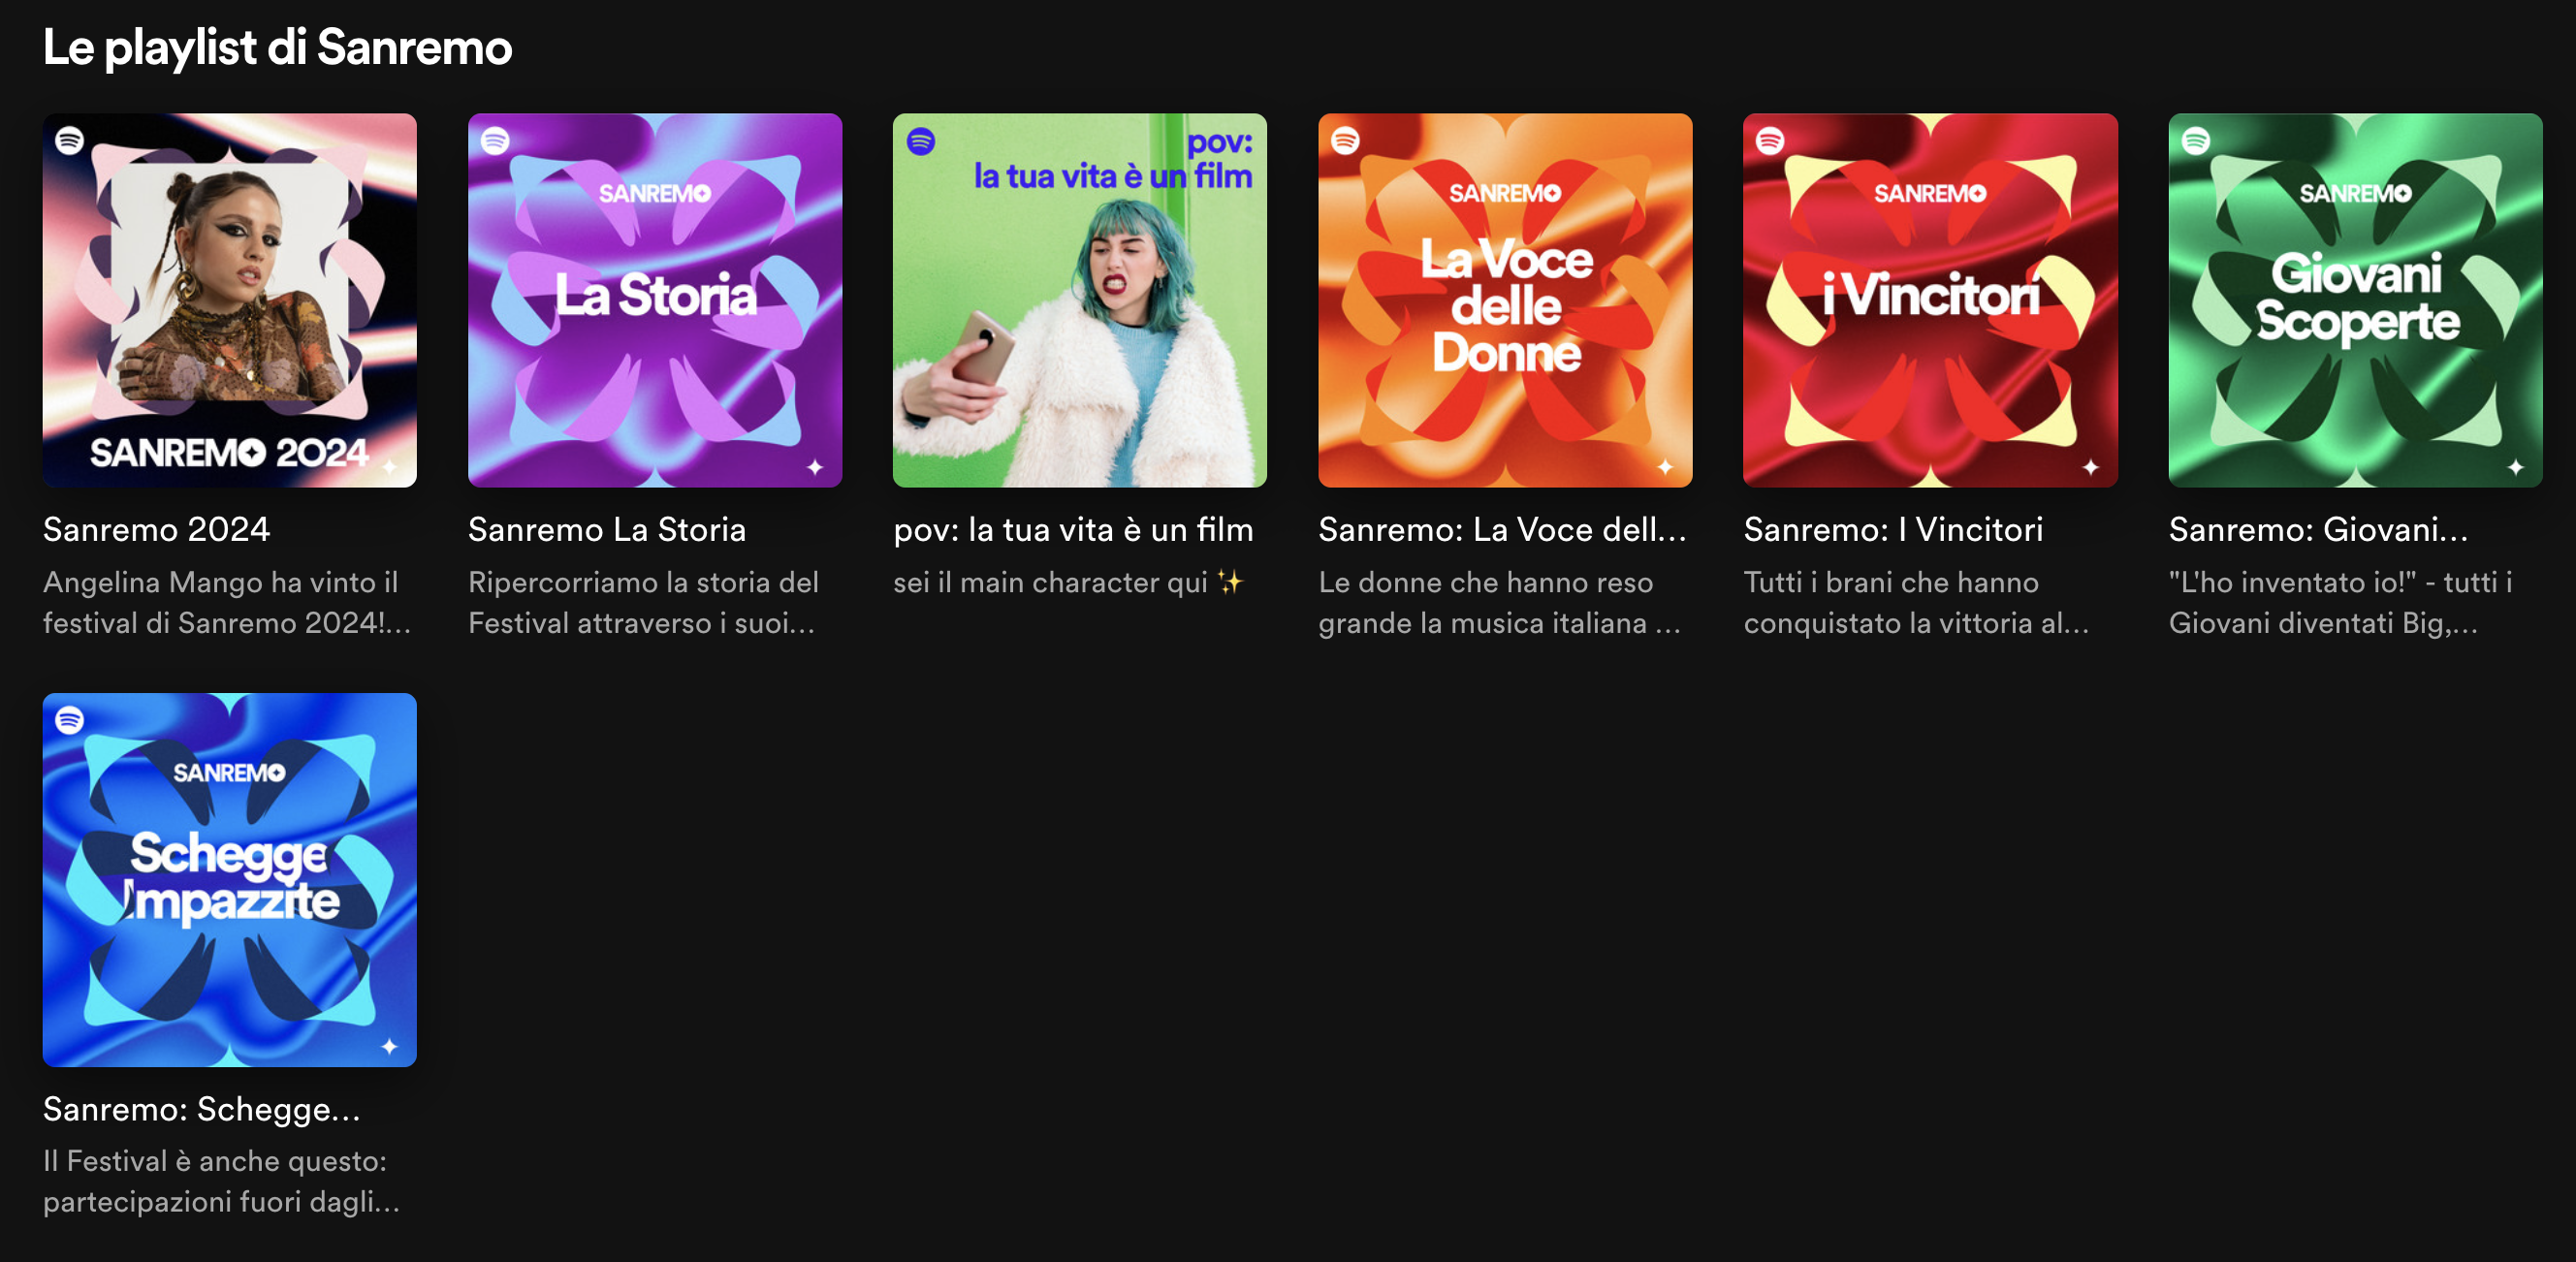 Le playlist di Sanremo
SANREMO 2024
Sanremo 2024
Angelina Mango ha vinto il
festival di Sanremo 2024!...
SANREMO
La Storia
Sanremo La Storia
Ripercorriamo la storia del
Festival attraverso i suoi...
pov:
la tua vita è un film
pov: la tua vita è un film
sei il main character qui ✨
SANREMO
La Voce
delle
Donne
Sanremo: La Voce dell...
Le donne che hanno reso
grande la musica italiana ...
SANREMO
i Vincitori
Sanremo: I Vincitori
Tutti i brani che hanno
conquistato la vittoria al...
SANREMO
Giovani
Scoperte
Sanremo: Giovani...
"L'ho inventato io!" - tutti i
Giovani diventati Big,...
SANREMO
Schegge
Impazzite
Sanremo: Schegge...
Il Festival è anche questo:
partecipazioni fuori dagli...